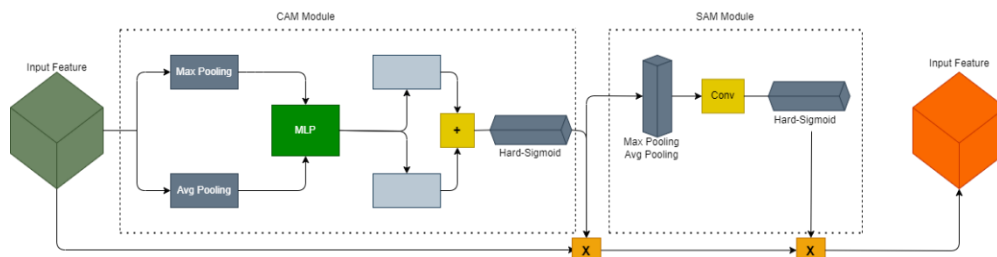 CAM Module
SAM Module
Input Feature
Max Pooling
Avg Pooling
MLP
+
Hard-Sigmoid
X
Max Pooling
Avg Pooling
Conv
Hard-Sigmoid
X
Input Feature